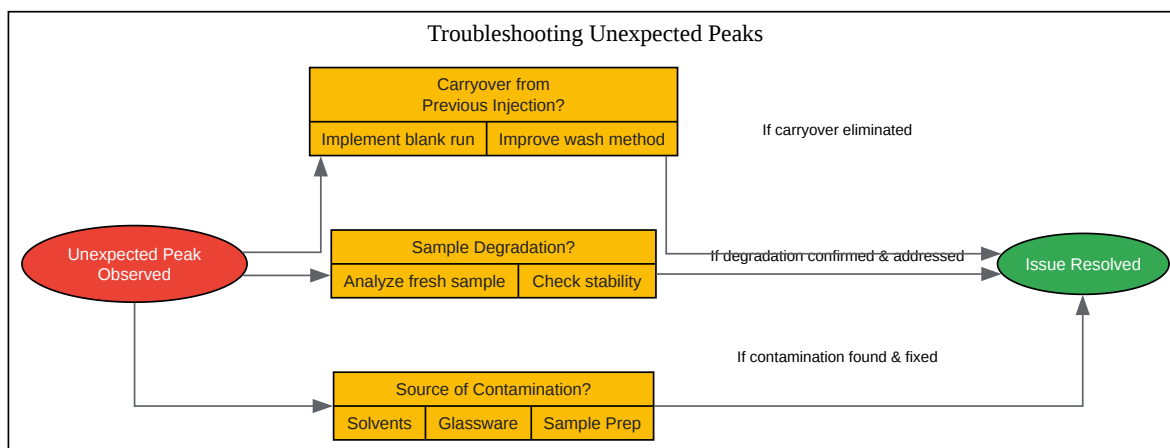 Troubleshooting Unexpected Peaks
Carryover from
Previous Injection?
Implement blank run
Improve wash method
If carryover eliminated
Unexpected Peak
Observed
Sample Degradation?
Analyze fresh sample
Check stability
If degradation confirmed & addressed
Issue Resolved
If contamination found & fixed
Source of Contamination?
Solvents
Glassware
Sample Prep